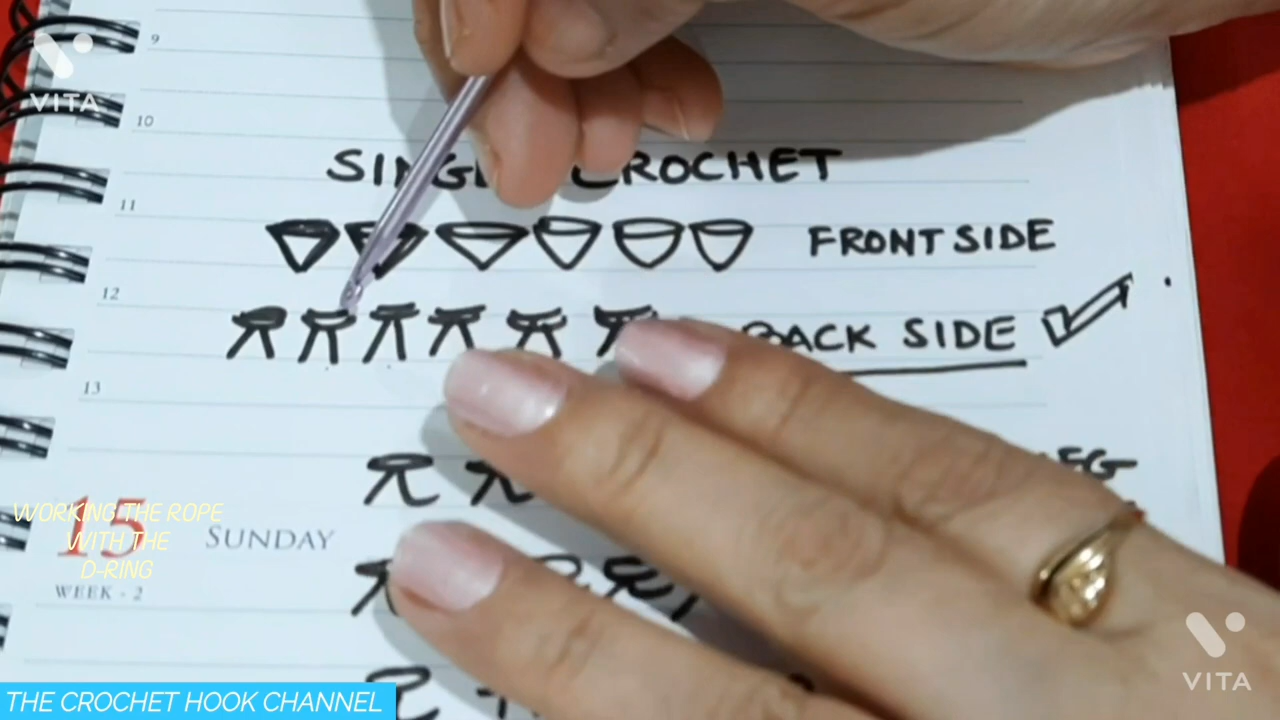 VITA
9
10
SINGLE CROCHET
11
FRONT SIDE
12
BACK SIDE
13
15
SUNDAY
WEEK - 2
WORKING THE ROPE
WITH THE
D-RING
THE CROCHET HOOK CHANNEL
VITA